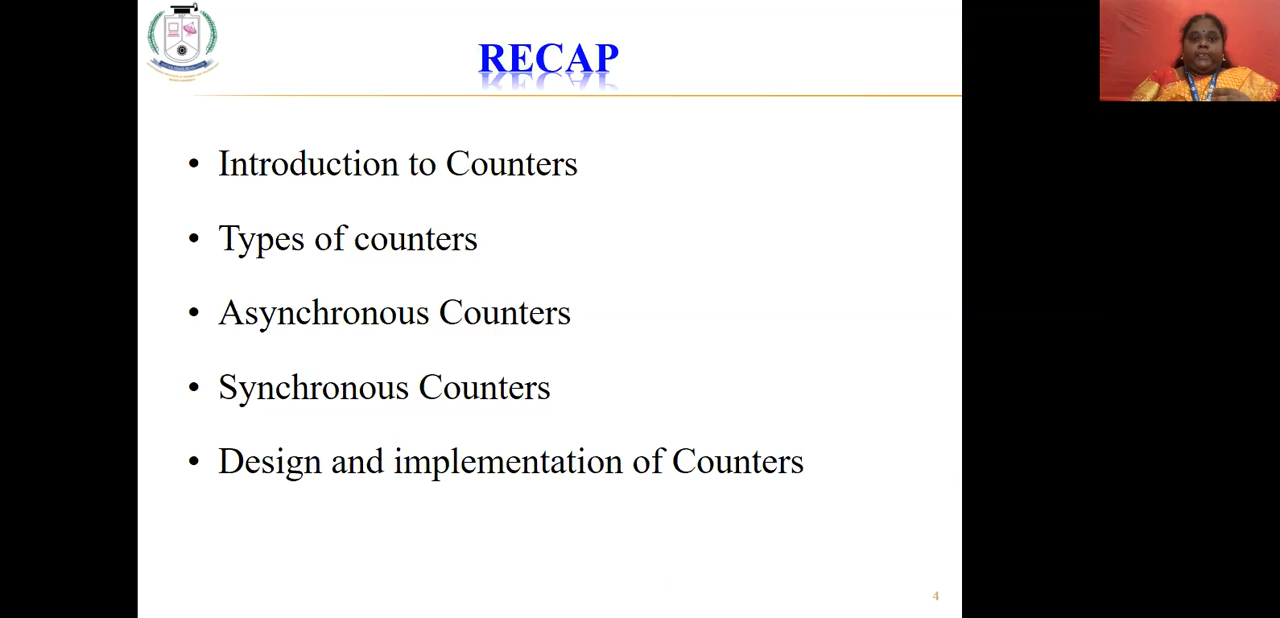 RECAP
• Introduction to Counters
• Types of counters
• Asynchronous Counters
• Synchronous Counters
• Design and implementation of Counters
4